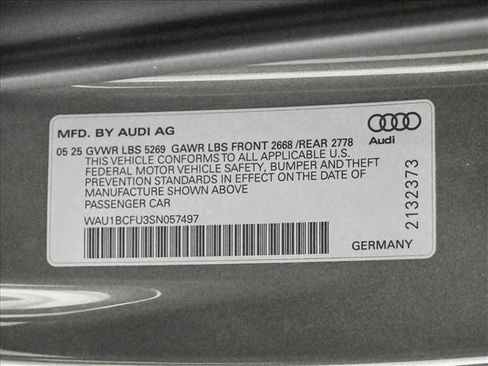 MFD. BY AUDI AG
05 25 GVWR LBS 5269 GAWR LBS FRONT 2668 /REAR 2778
THIS VEHICLE CONFORMS TO ALL APPLICABLE U.S.
FEDERAL MOTOR VEHICLE SAFETY, BUMPER AND THEFT
PREVENTION STANDARDS IN EFFECT ON THE DATE OF
MANUFACTURE SHOWN ABOVE
PASSENGER CAR
WAU1BCFU3SN057497
Audi
2132373
GERMANY